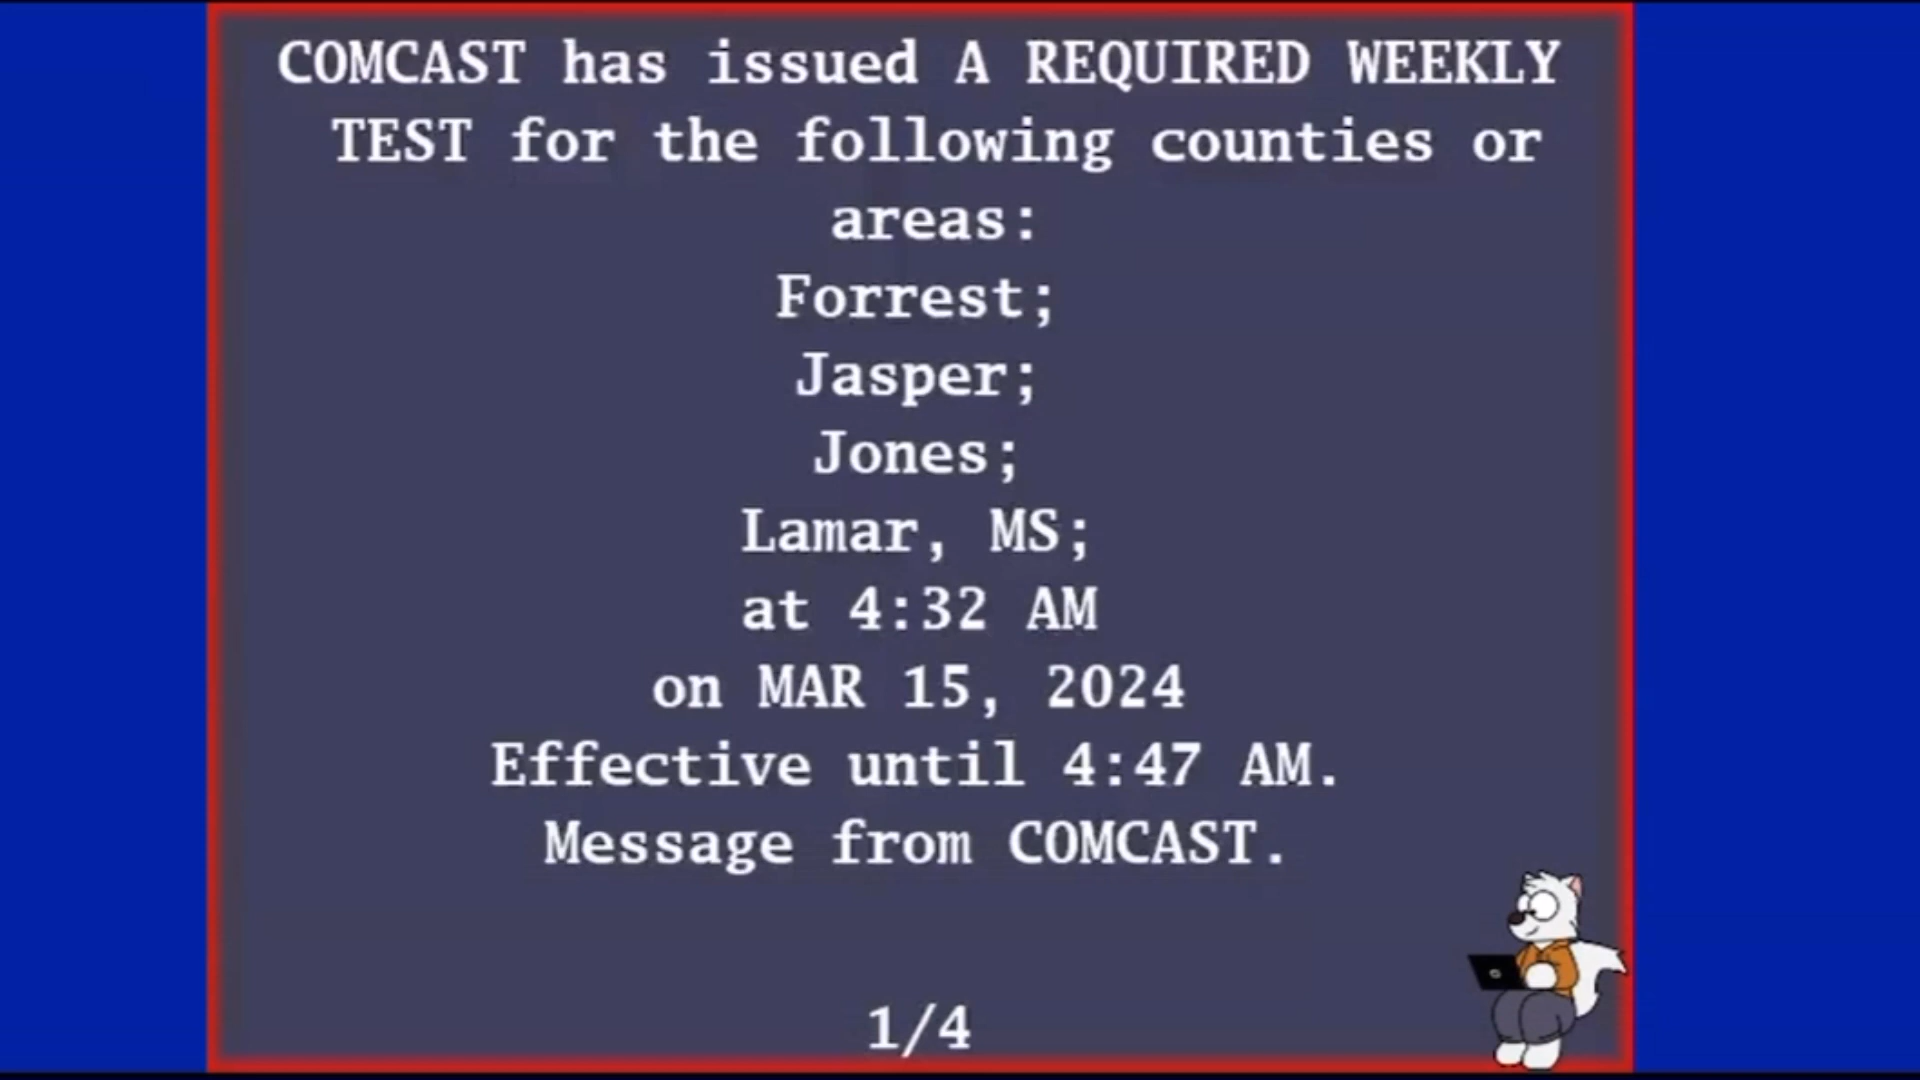 COMCAST has issued A REQUIRED WEEKLY
TEST for the following counties or
areas:
Forrest;
Jasper;
Jones;
Lamar, MS;
at 4:32 AM
on MAR 15, 2024
Effective until 4:47 AM.
Message from COMCAST.
1/4